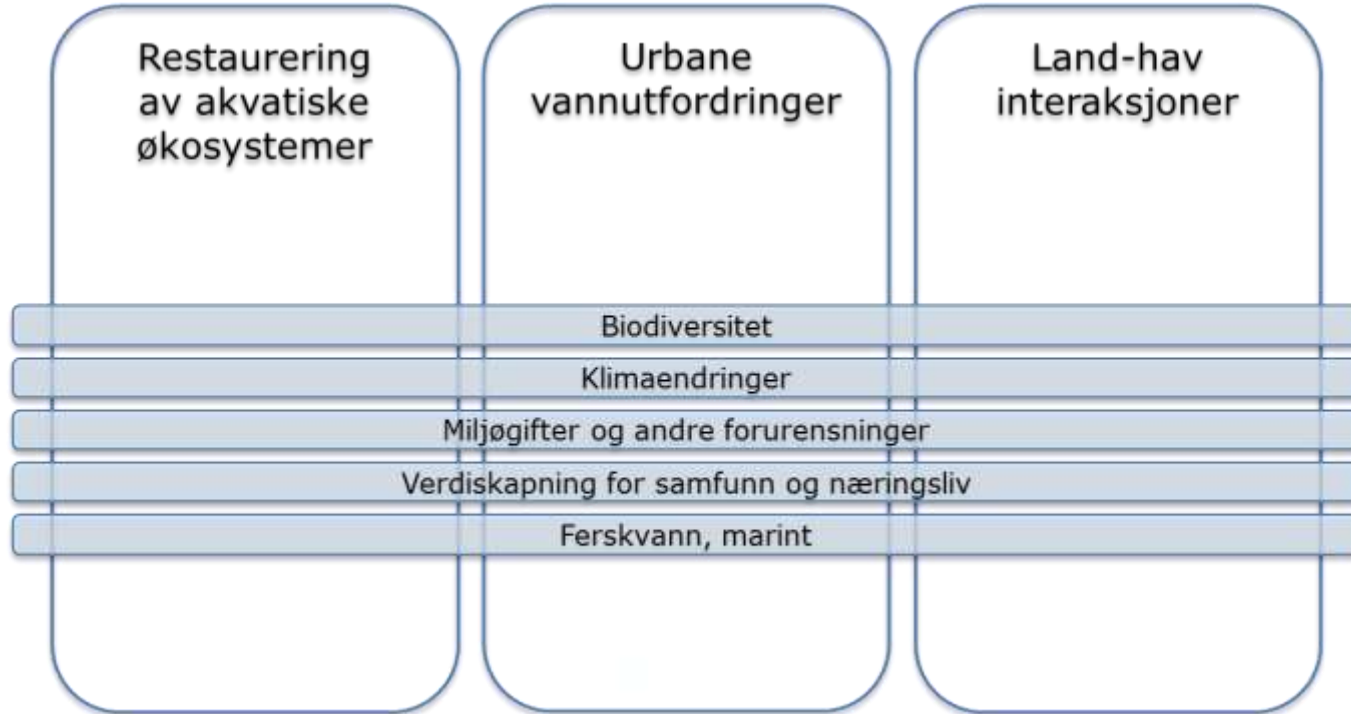 Restaurering
av akvatiske
økosystemer
Urbane
vannutfordringer
Land-hav
interaksjoner
Biodiversitet
Klimaendringer
Miljøgifter og andre forurensninger
Verdiskapning for samfunn og næringsliv
Ferskvann, marint